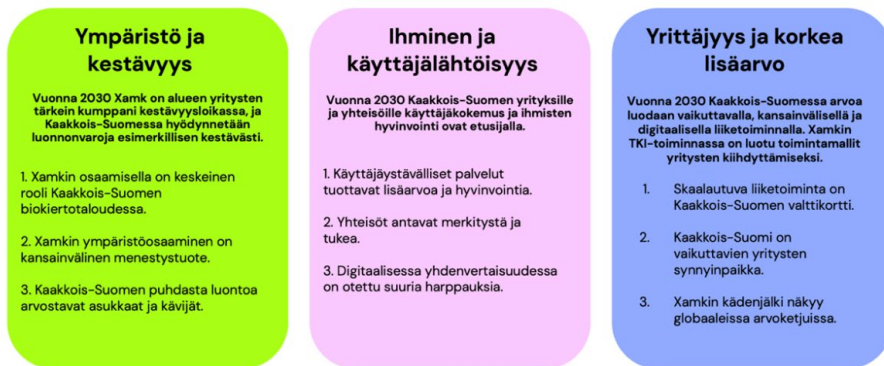 Ympäristö ja
kestävyys
Vuonna 2030 Xamk on alueen yritysten
tärkein kumppani kestävyysloikassa, ja
Kaakkois-Suomessa hyödynnetään
luonnonvaroja esimerkillisen kestävästi.
1. Xamkin osaamisella on keskeinen
rooli Kaakkois-Suomen
biokiertotaloudessa.
2. Xamkin ympäristöosaaminen on
kansainvälinen menestystuote.
3. Kaakkois-Suomen puhdasta luontoa
arvostavat asukkaat ja kävijät.
Ihminen ja
käyttäjälähtöisyys
Vuonna 2030 Kaakkois-Suomen yrityksille
ja yhteisöille käyttäjäkokemus ja ihmisten
hyvinvointi ovat etusijalla.
1. Käyttäjäystävälliset palvelut
tuottavat lisäarvoa ja hyvinvointia.
2. Yhteisöt antavat merkitystä ja
tukea.
3. Digitaalisessa yhdenvertaisuudessa
on otettu suuria harppauksia.
Yrittäjyys ja korkea
lisäarvo
Vuonna 2030 Kaakkois-Suomessa arvoa
luodaan vaikuttavalla, kansainvälisellä ja
digitaalisella liiketoiminnalla. Xamkin
TKI-toiminnassa on luotu toimintamallit
yritysten kiihdyttämiseksi.
1. Skaalautuva liiketoiminta on
Kaakkois-Suomen valttikortti.
2. Kaakkois-Suomi on
vaikuttavien yritysten
synnyinpaikka.
3. Xamkin kädenjälki näkyy
globaaleissa arvoketjuissa.